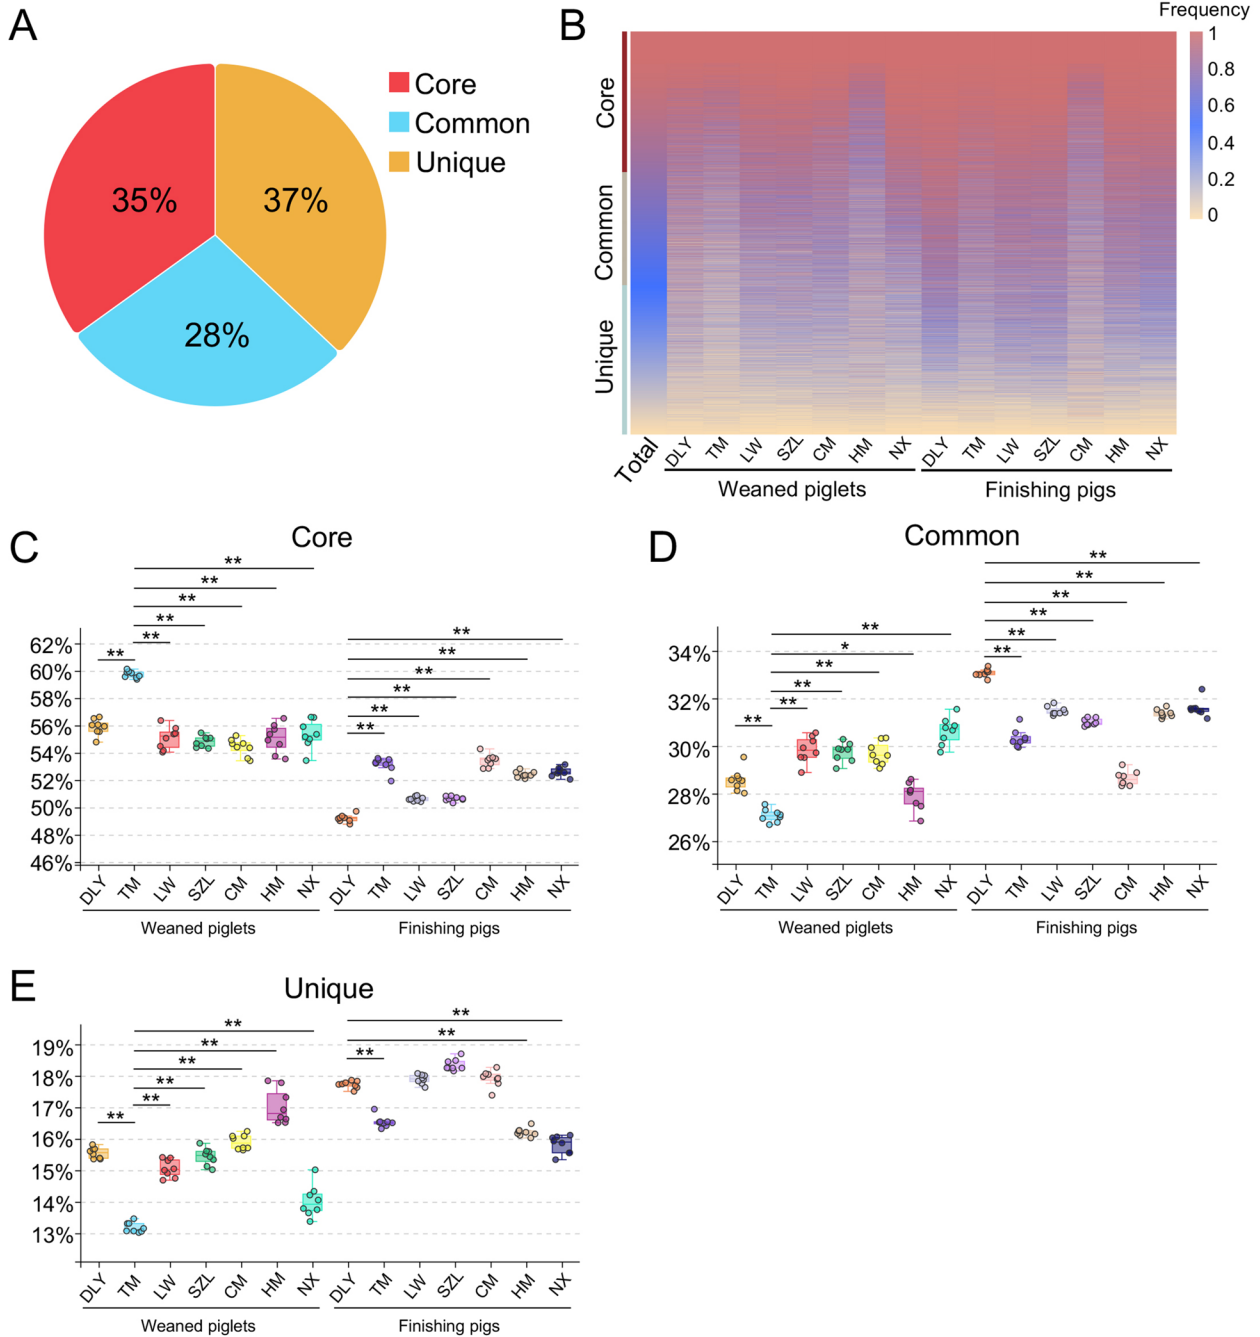 A
Core
Common
Unique
35%
37%
28%
B
Frequency
1
0.8
0.6
0.4
0.2
0
Core
Common
Unique
Total
DLY TM LW SZL CM HM NX DLY TM LW SZL CM HM NX
Weaned piglets Finishing pigs
C
Core
** ** ** ** ** **
** ** ** ** ** **
62%
60%
58%
56%
54%
52%
50%
48%
46%
DLY TM LW SZL CM HM NX DLY TM LW SZL CM HM NX
Weaned piglets Finishing pigs
D
Common
** * ** ** ** **
** ** ** ** ** **
34%
32%
30%
28%
26%
DLY TM LW SZL CM HM NX DLY TM LW SZL CM HM NX
Weaned piglets Finishing pigs
E
Unique
** ** ** ** ** **
** ** **
19%
18%
17%
16%
15%
14%
13%
DLY TM LW SZL CM HM NX DLY TM LW SZL CM HM NX
Weaned piglets Finishing pigs